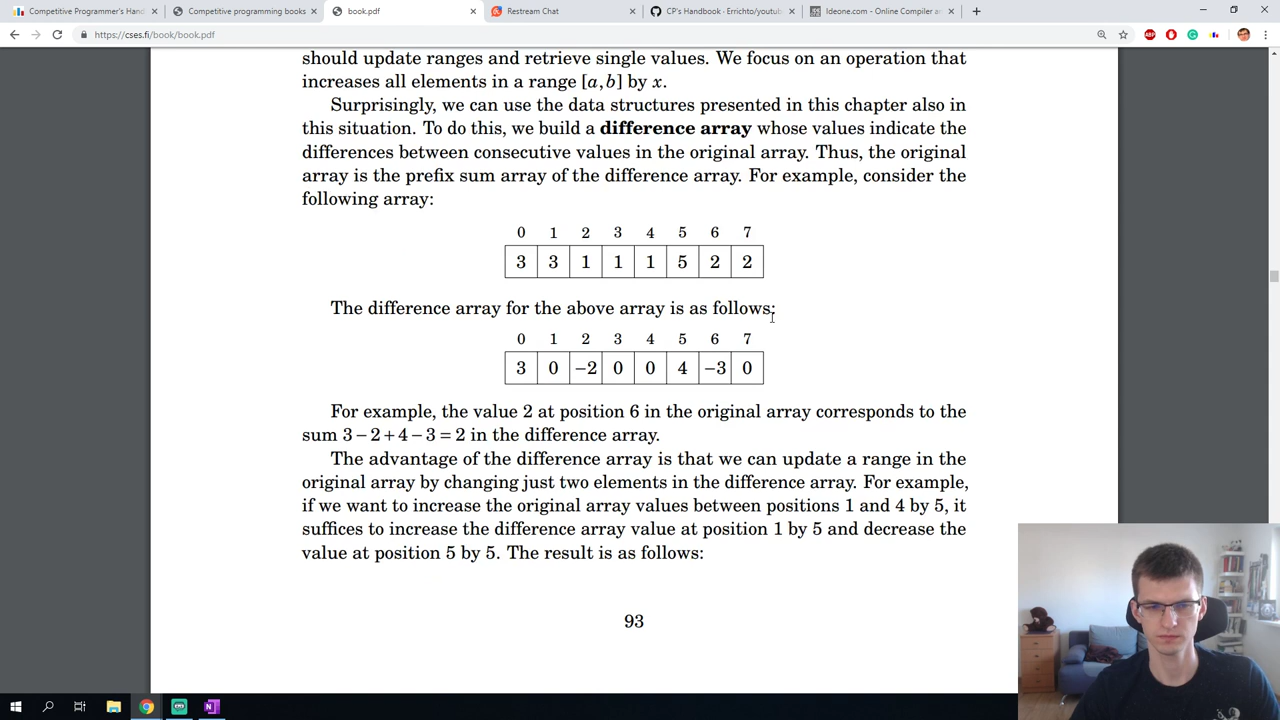 Competitive Programmer's Hand
Competitive programming books
book.pdf
Restream Chat
CP's Handbook · Errichto/youtub
Ideone.com - Online Compiler a
https://cses.fi/book/book.pdf
should update ranges and retrieve single values. We focus on an operation that
increases all elements in a range [a,b] by x.
Surprisingly, we can use the data structures presented in this chapter also in
this situation. To do this, we build a difference array whose values indicate the
differences between consecutive values in the original array. Thus, the original
array is the prefix sum array of the difference array. For example, consider the
following array:
0 1 2 3 4 5 6 7
3 3 1 1 1 5 2 2
The difference array for the above array is as follows:
0 1 2 3 4 5 6 7
3 0 −2 0 0 4 −3 0
For example, the value 2 at position 6 in the original array corresponds to the
sum 3−2+4−3=2 in the difference array.
The advantage of the difference array is that we can update a range in the
original array by changing just two elements in the difference array. For example,
if we want to increase the original array values between positions 1 and 4 by 5, it
suffices to increase the difference array value at position 1 by 5 and decrease the
value at position 5 by 5. The result is as follows:
93